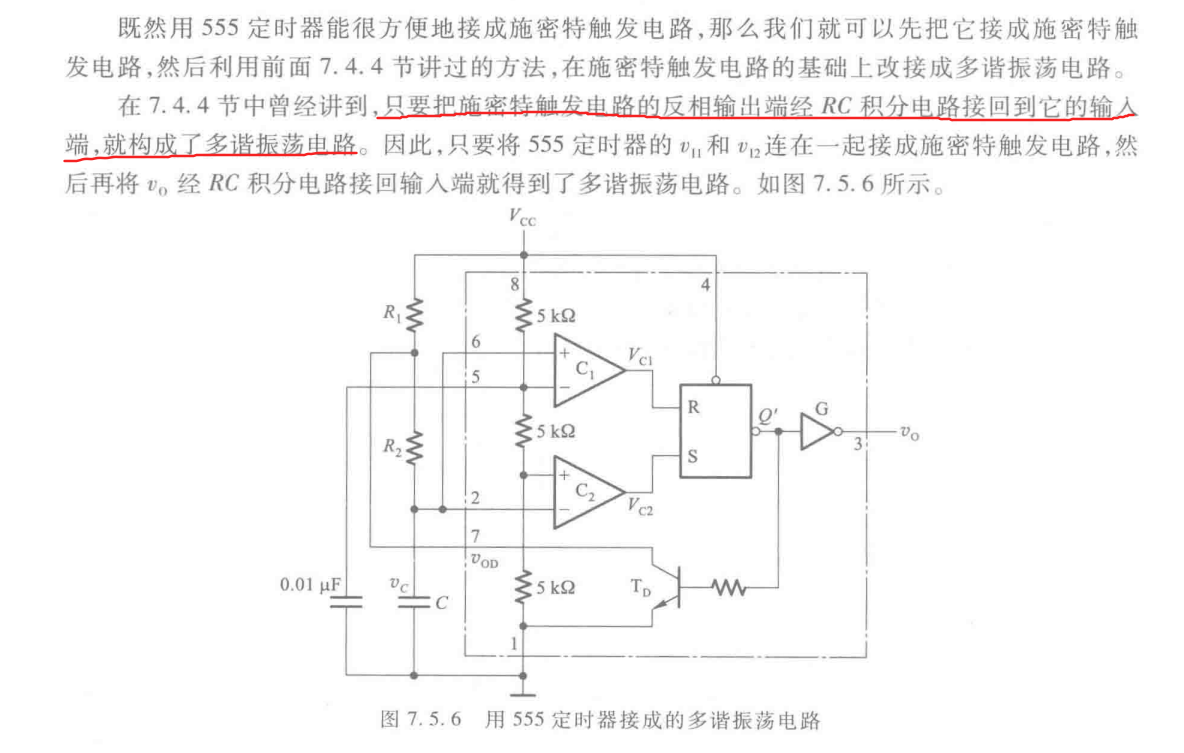 既然用 555 定时器能很方便地接成施密特触发电路,那么我们就可以先把它接成施密特触
发电路,然后利用前面 7.4.4 节讲过的方法,在施密特触发电路的基础上改接成多谐振荡电路。
在 7.4.4 节中曾经讲到,只要把施密特触发电路的反相输出端经 RC 积分电路接回到它的输入
端,就构成了多谐振荡电路。因此,只要将 555 定时器的 v_{I1} 和 v_{I2} 连在一起接成施密特触发电路,然
后再将 v_o 经 RC 积分电路接回输入端就得到了多谐振荡电路。如图 7.5.6 所示。
V_{CC}
8
4
R_1
5 kΩ
6
+
C_1
−
V_{C1}
5
R
Q'
G
v_O
3
R_2
5 kΩ
S
+
C_2
−
V_{C2}
2
7
v_{OD}
0.01 μF
v_C
C
5 kΩ
T_D
1
图 7.5.6 用 555 定时器接成的多谐振荡电路